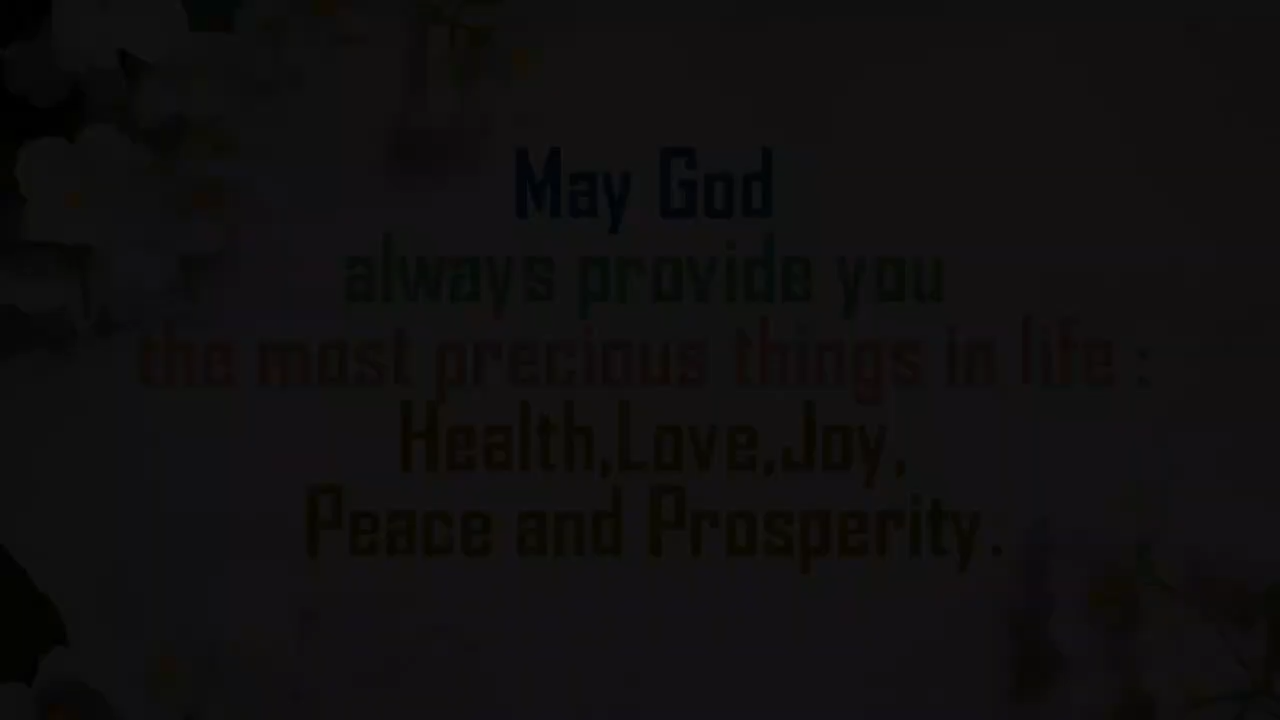 May God
always provide you
the most precious things in life :
Health,Love,Joy,
Peace and Prosperity.